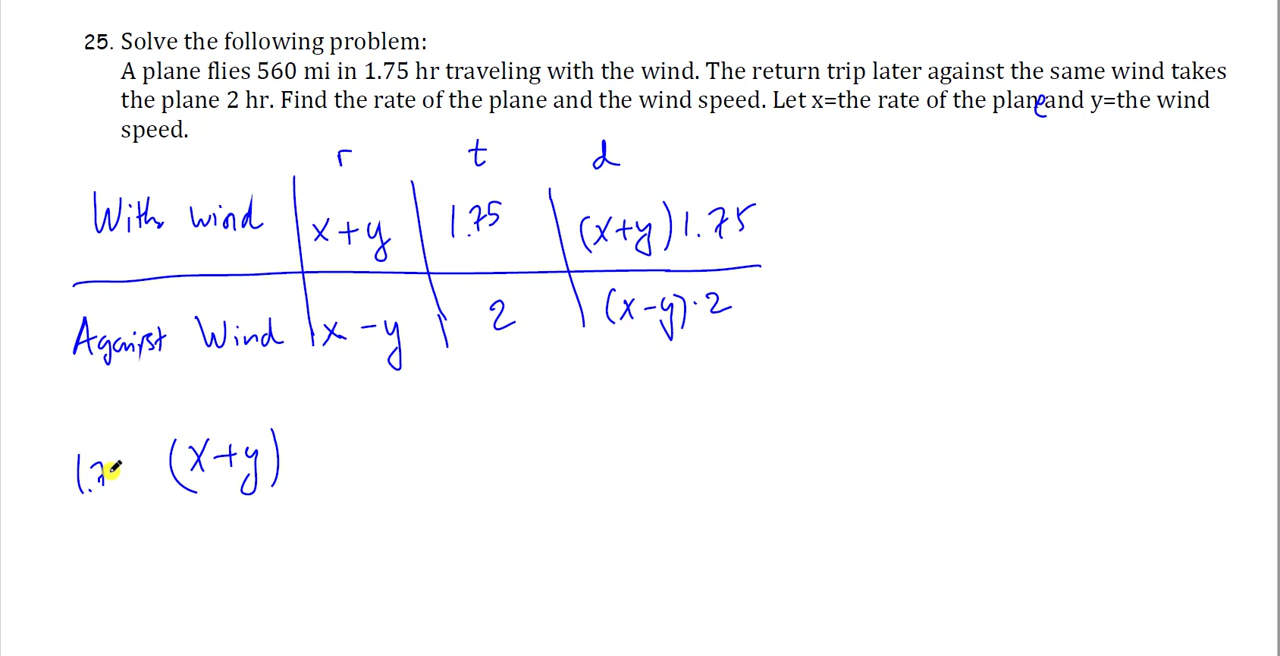 25. Solve the following problem:
A plane flies 560 mi in 1.75 hr traveling with the wind. The return trip later against the same wind takes
the plane 2 hr. Find the rate of the plane and the wind speed. Let x=the rate of the plane and y=the wind
speed.
r t d
With wind x+y 1.75 (x+y)1.75
Against Wind x-y 2 (x-y)·2
1.7 (x+y)